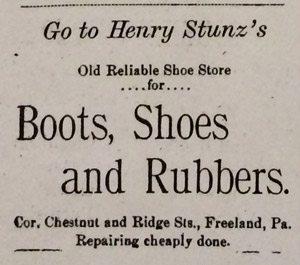 Go to Henry Stunz's
Old Reliable Shoe Store
....for....
Boots, Shoes
and Rubbers.
Cor. Chestnut and Ridge Sts., Freeland, Pa.
Repairing cheaply done.